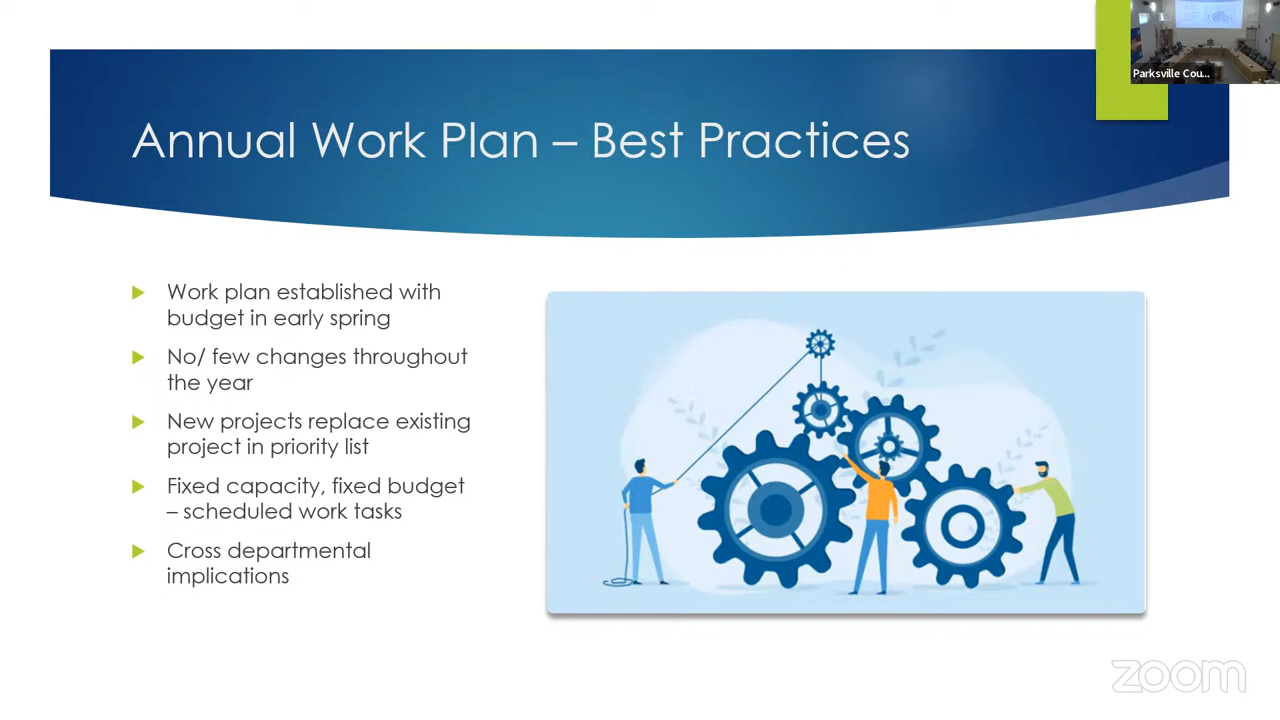 Parksville Cou...
Annual Work Plan – Best Practices
Work plan established with
budget in early spring
No/ few changes throughout
the year
New projects replace existing
project in priority list
Fixed capacity, fixed budget
– scheduled work tasks
Cross departmental
implications
zoom